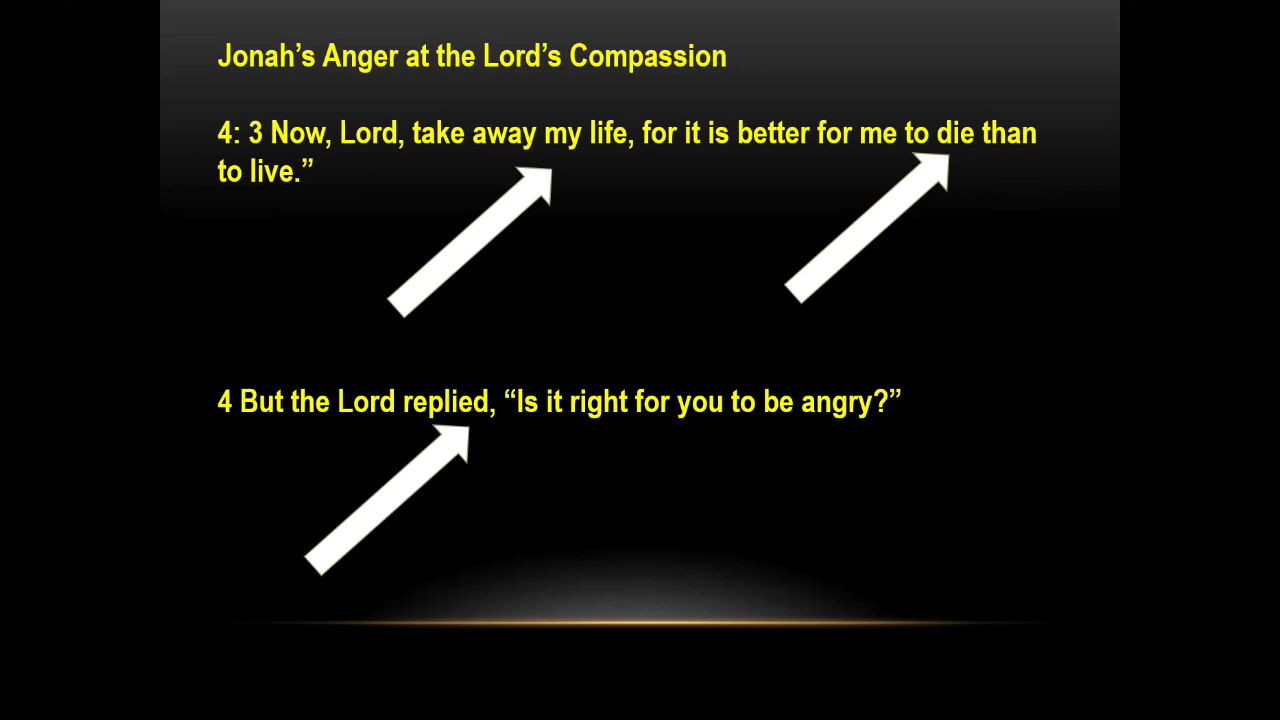 Jonah’s Anger at the Lord’s Compassion
4: 3 Now, Lord, take away my life, for it is better for me to die than
to live.”
4 But the Lord replied, “Is it right for you to be angry?”